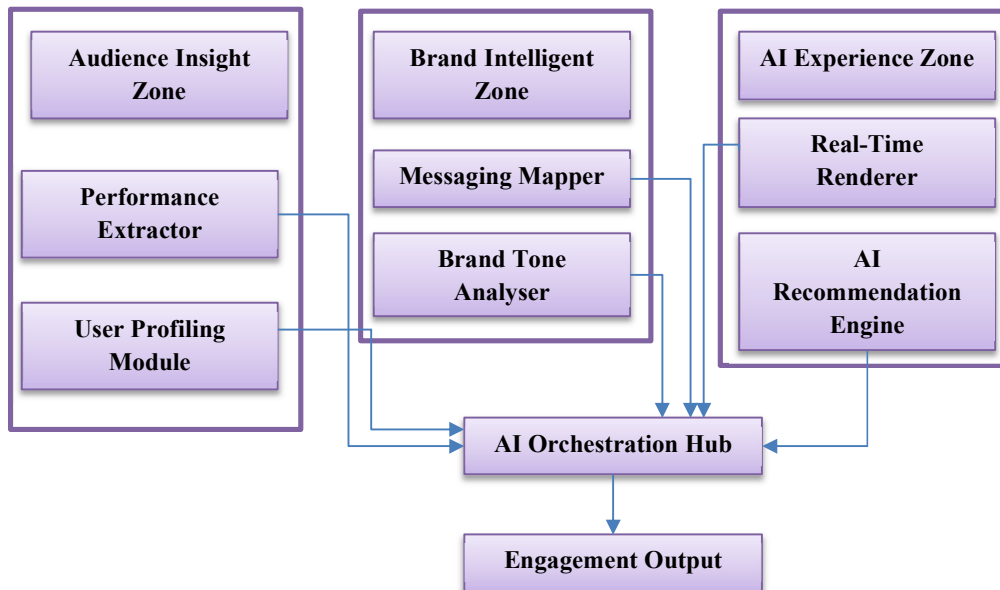 Audience Insight
Zone
Performance
Extractor
User Profiling
Module
Brand Intelligent
Zone
Messaging Mapper
Brand Tone
Analyser
AI Experience Zone
Real-Time
Renderer
AI
Recommendation
Engine
AI Orchestration Hub
Engagement Output